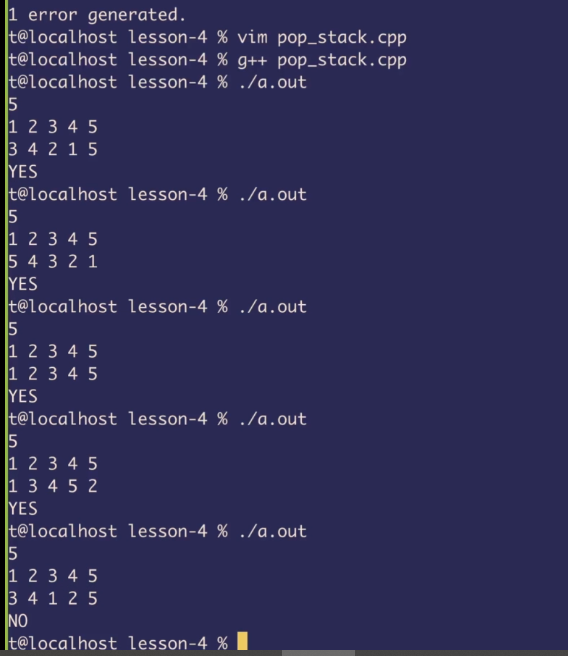 1 error generated.
t@localhost lesson-4 % vim pop_stack.cpp
t@localhost lesson-4 % g++ pop_stack.cpp
t@localhost lesson-4 % ./a.out
5
1 2 3 4 5
3 4 2 1 5
YES
t@localhost lesson-4 % ./a.out
5
1 2 3 4 5
5 4 3 2 1
YES
t@localhost lesson-4 % ./a.out
5
1 2 3 4 5
1 2 3 4 5
YES
t@localhost lesson-4 % ./a.out
5
1 2 3 4 5
1 3 4 5 2
YES
t@localhost lesson-4 % ./a.out
5
1 2 3 4 5
3 4 1 2 5
NO
t@localhost lesson-4 %